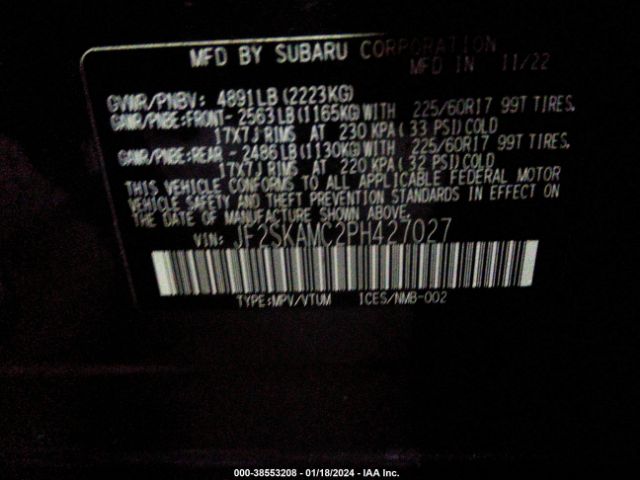 MFD BY SUBARU CORPORATION
MFD IN 11/22
GVWR/PNBV: 4891LB(2223KG)
GAWR/PNBE:FRONT- 2563LB(1165KG)WITH 225/60R17 99T TIRES,
17X7J RIMS AT 230 KPA(33 PSI)COLD
GAWR/PNBE:REAR - 2486LB(1130KG)WITH 225/60R17 99T TIRES,
17X7J RIMS AT 220 KPA(32 PSI)COLD
THIS VEHICLE CONFORMS TO ALL APPLICABLE FEDERAL MOTOR
VEHICLE SAFETY AND THEFT PREVENTION STANDARDS IN EFFECT ON
THE DATE OF MANUFACTURE SHOWN ABOVE.
VIN: JF2SKAMC2PH427027
TYPE:MPV/VTUM ICES/NMB-002
000-38553208 - 01/18/2024 - IAA Inc.